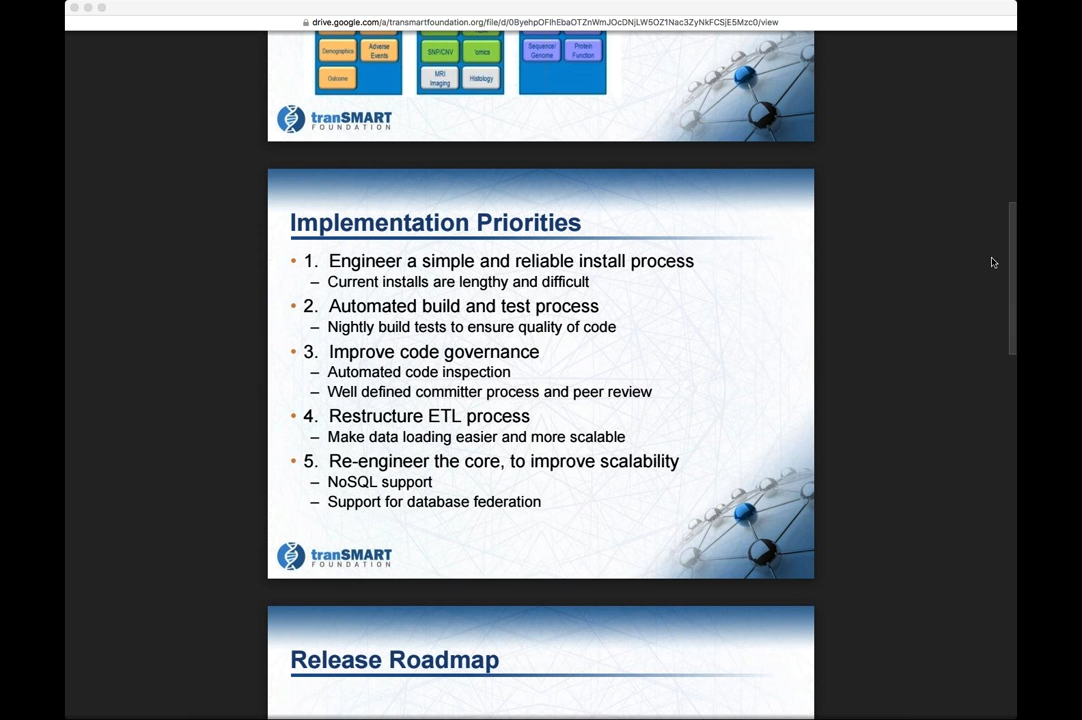 drive.google.com/a/transmartfoundation.org/file/d/0ByehpOFIhEbaOTZnWmJOcDNjLW5OZ1Nac3ZyNkFCSjE5Mzc0/view
Demographics
Adverse
Events
SNP/CNV
'omics
Sequence/
Genome
Protein
Function
Outcome
MRI
Imaging
Histology
tranSMART
FOUNDATION
Implementation Priorities
• 1. Engineer a simple and reliable install process
– Current installs are lengthy and difficult
• 2. Automated build and test process
– Nightly build tests to ensure quality of code
• 3. Improve code governance
– Automated code inspection
– Well defined committer process and peer review
• 4. Restructure ETL process
– Make data loading easier and more scalable
• 5. Re-engineer the core, to improve scalability
– NoSQL support
– Support for database federation
tranSMART
FOUNDATION
Release Roadmap